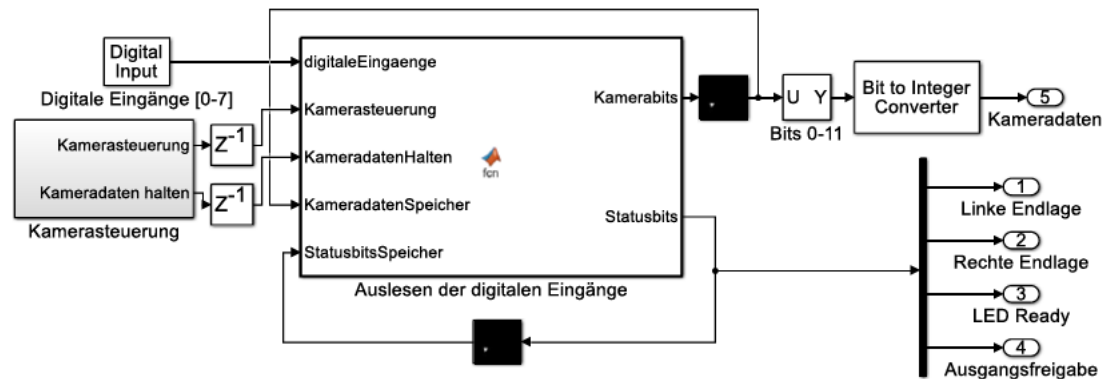 Digital
Input
Digitale Eingänge [0-7]
Kamerasteuerung
Kameradaten halten
Kamerasteuerung
Z-1
Z-1
digitaleEingaenge
Kamerasteuerung
KameradatenHalten
KameradatenSpeicher
StatusbitsSpeicher
fcn
Kamerabits
Statusbits
Auslesen der digitalen Eingänge
U Y
Bits 0-11
Bit to Integer
Converter
5
Kameradaten
1
Linke Endlage
2
Rechte Endlage
3
LED Ready
4
Ausgangsfreigabe